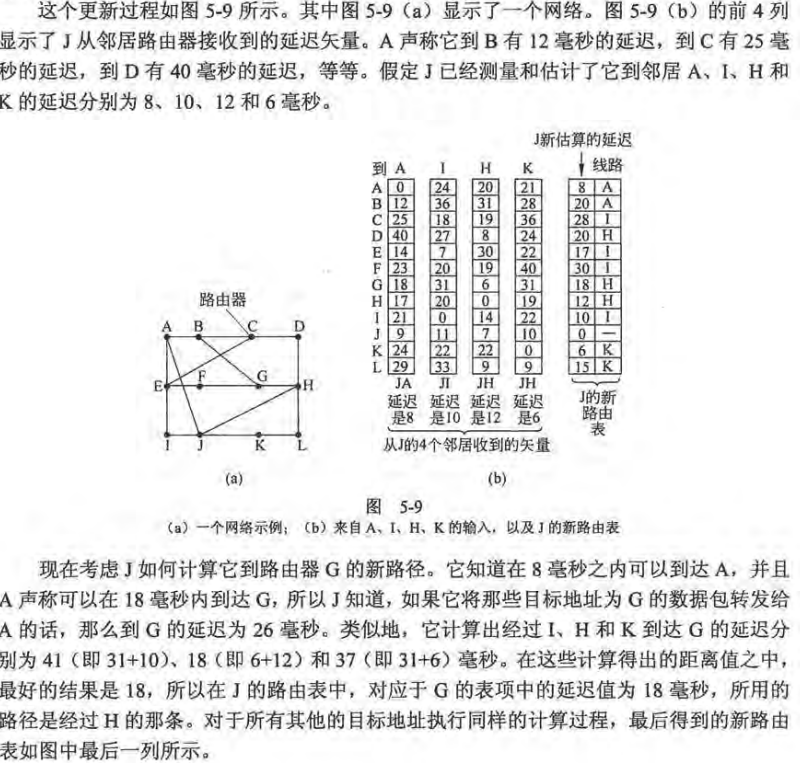 这个更新过程如图 5-9 所示。其中图 5-9（a）显示了一个网络。图 5-9（b）的前 4 列
显示了 J 从邻居路由器接收到的延迟矢量。A 声称它到 B 有 12 毫秒的延迟，到 C 有 25 毫
秒的延迟，到 D 有 40 毫秒的延迟，等等。假定 J 已经测量和估计了它到邻居 A、I、H 和
K 的延迟分别为 8、10、12 和 6 毫秒。
J新估算的延迟
到 A I H K 线路
A 0 24 20 21 8 A
B 12 36 31 28 20 A
C 25 18 19 36 28 I
D 40 27 8 24 20 H
E 14 7 30 22 17 I
F 23 20 19 40 30 I
G 18 31 6 31 18 H
H 17 20 0 19 12 H
I 21 0 14 22 10 I
J 9 11 7 10 0 —
K 24 22 22 0 6 K
L 29 33 9 9 15 K
JA JI JH JH
延迟 延迟 延迟 延迟
是8 是10 是12 是6
J的新
路由
表
从J的4个邻居收到的矢量
路由器
A B C D
E F G H
I J K L
(a) (b)
图 5-9
（a）一个网络示例；（b）来自 A、I、H、K 的输入，以及 J 的新路由表
现在考虑 J 如何计算它到路由器 G 的新路径。它知道在 8 毫秒之内可以到达 A，并且
A 声称可以在 18 毫秒内到达 G，所以 J 知道，如果它将那些目标地址为 G 的数据包转发给
A 的话，那么到 G 的延迟为 26 毫秒。类似地，它计算出经过 I、H 和 K 到达 G 的延迟分
别为 41（即 31+10）、18（即 6+12）和 37（即 31+6）毫秒。在这些计算得出的距离值之中，
最好的结果是 18，所以在 J 的路由表中，对应于 G 的表项中的延迟值为 18 毫秒，所用的
路径是经过 H 的那条。对于所有其他的目标地址执行同样的计算过程，最后得到的新路由
表如图中最后一列所示。